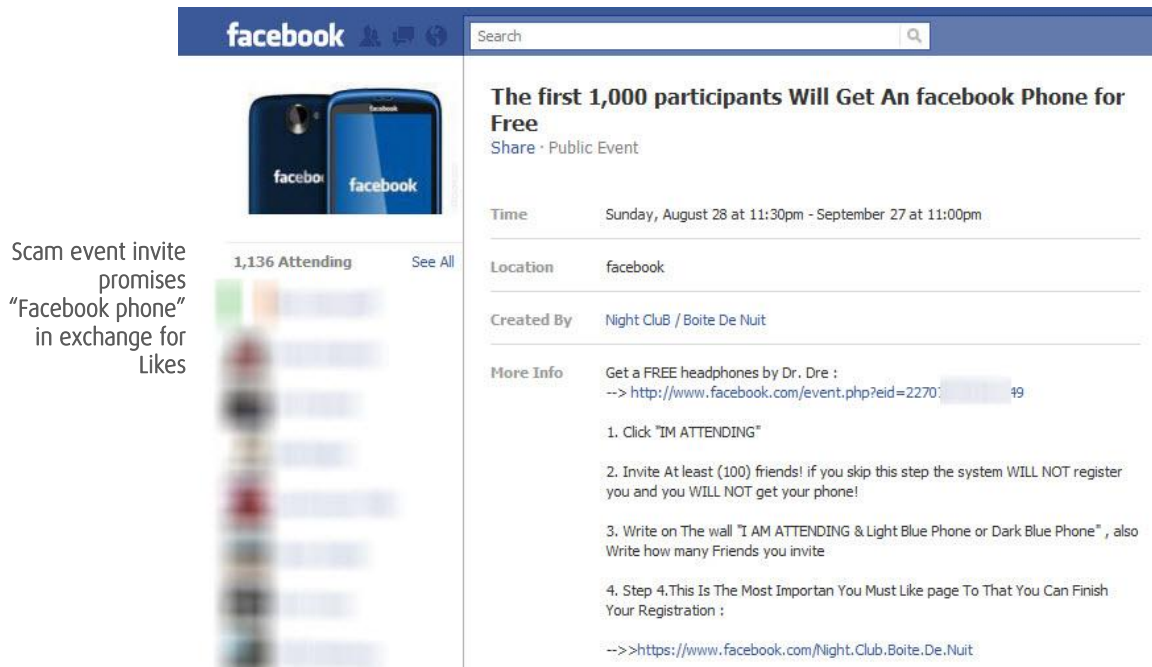 facebook
Search
facebook
facebook
The first 1,000 participants Will Get An facebook Phone for
Free
Share · Public Event
Time Sunday, August 28 at 11:30pm - September 27 at 11:00pm
Scam event invite
promises
“Facebook phone”
in exchange for
Likes
1,136 Attending See All
Location facebook
Created By Night CluB / Boite De Nuit
More Info Get a FREE headphones by Dr. Dre :
--> http://www.facebook.com/event.php?eid=2270 49
1. Click "IM ATTENDING"
2. Invite At least (100) friends! if you skip this step the system WILL NOT register
you and you WILL NOT get your phone!
3. Write on The wall "I AM ATTENDING & Light Blue Phone or Dark Blue Phone" , also
Write how many Friends you invite
4. Step 4.This Is The Most Importan You Must Like page To That You Can Finish
Your Registration :
-->>https://www.facebook.com/Night.Club.Boite.De.Nuit